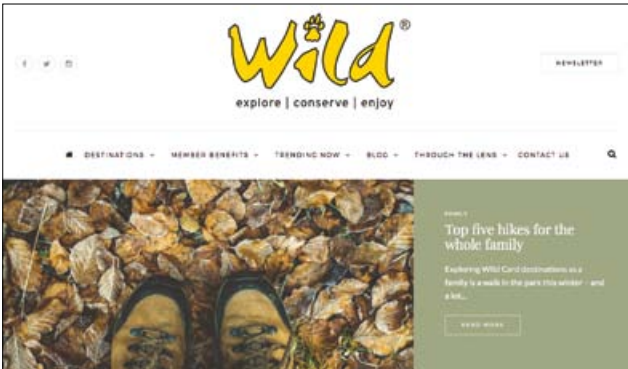 Wild®
explore | conserve | enjoy
NEWSLETTER
DESTINATIONS MEMBER BENEFITS TRENDING NOW BLOG THROUGH THE LENS CONTACT US
FAMILY
Top five hikes for the
whole family
Exploring Wild Card destinations as a
family is a walk in the park this winter – and
a lot...
READ MORE